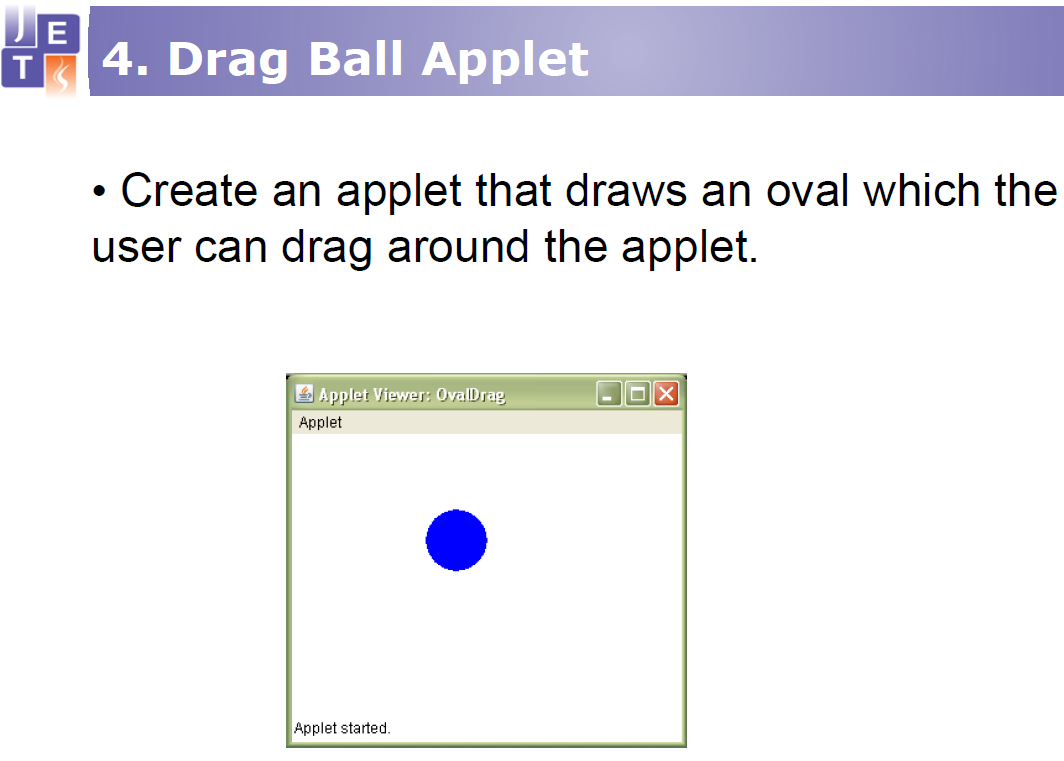 J E
T
4. Drag Ball Applet
• Create an applet that draws an oval which the
user can drag around the applet.
Applet Viewer: OvalDrag
Applet
Applet started.